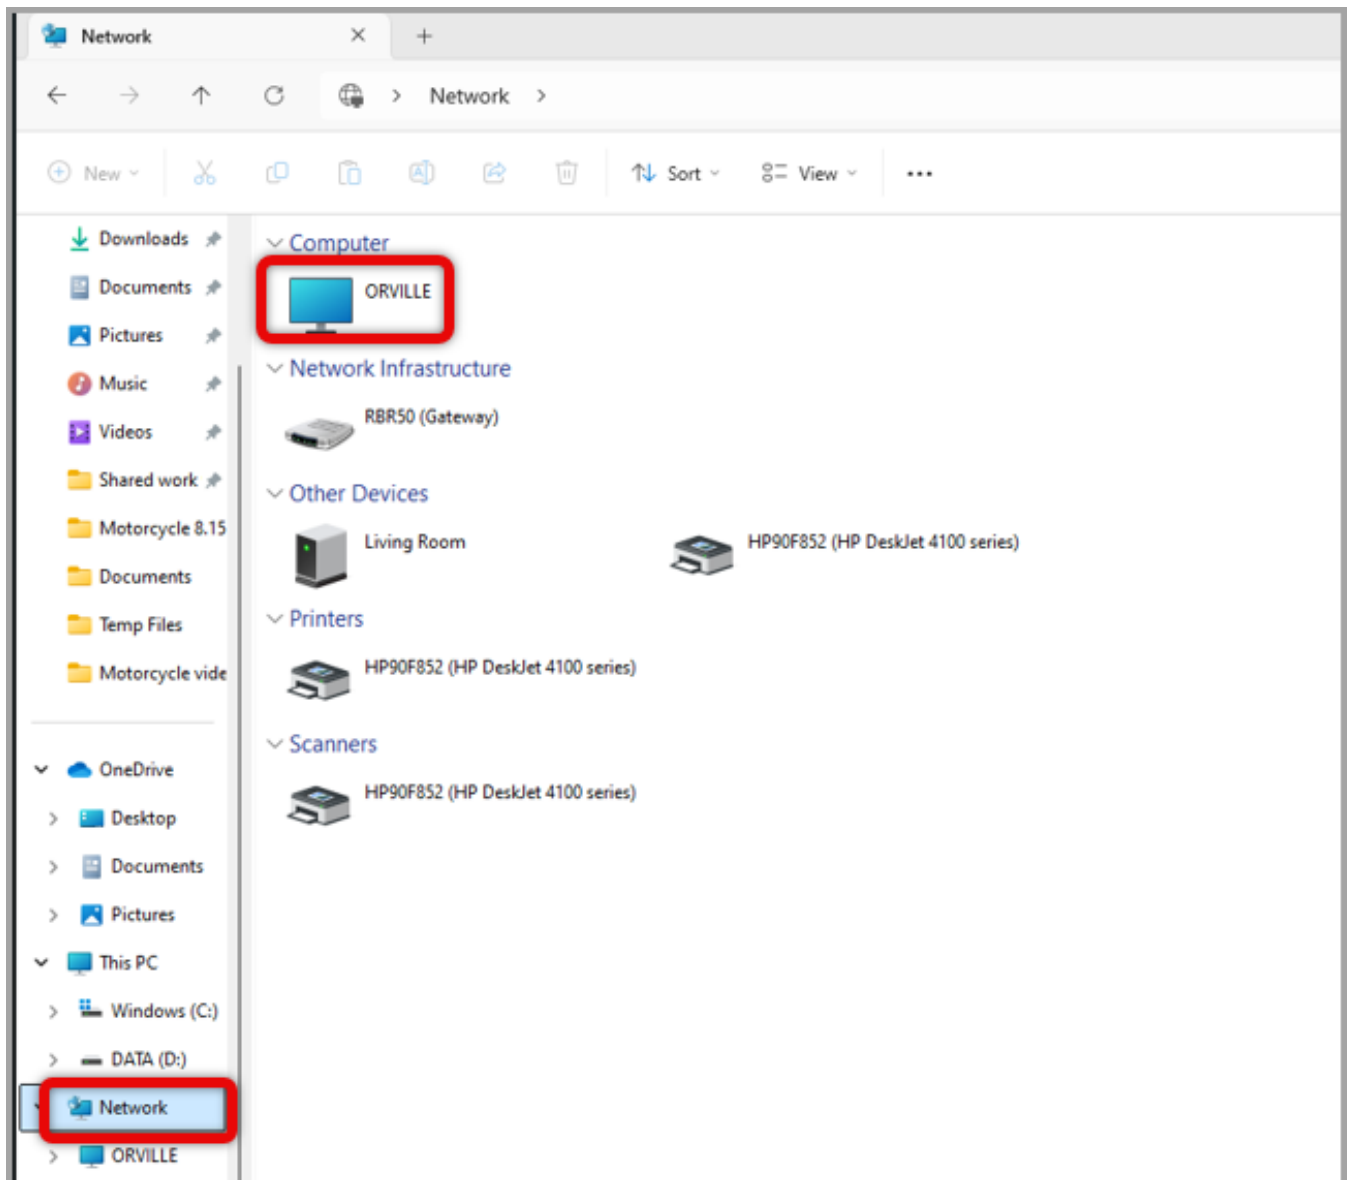 Network
Network
New
Sort
View
Downloads
Documents
Pictures
Music
Videos
Shared work
Motorcycle 8.15
Documents
Temp Files
Motorcycle vide
OneDrive
Desktop
Documents
Pictures
This PC
Windows (C:)
DATA (D:)
Network
ORVILLE
Computer
ORVILLE
Network Infrastructure
RBR50 (Gateway)
Other Devices
Living Room
HP90F852 (HP DeskJet 4100 series)
Printers
HP90F852 (HP DeskJet 4100 series)
Scanners
HP90F852 (HP DeskJet 4100 series)